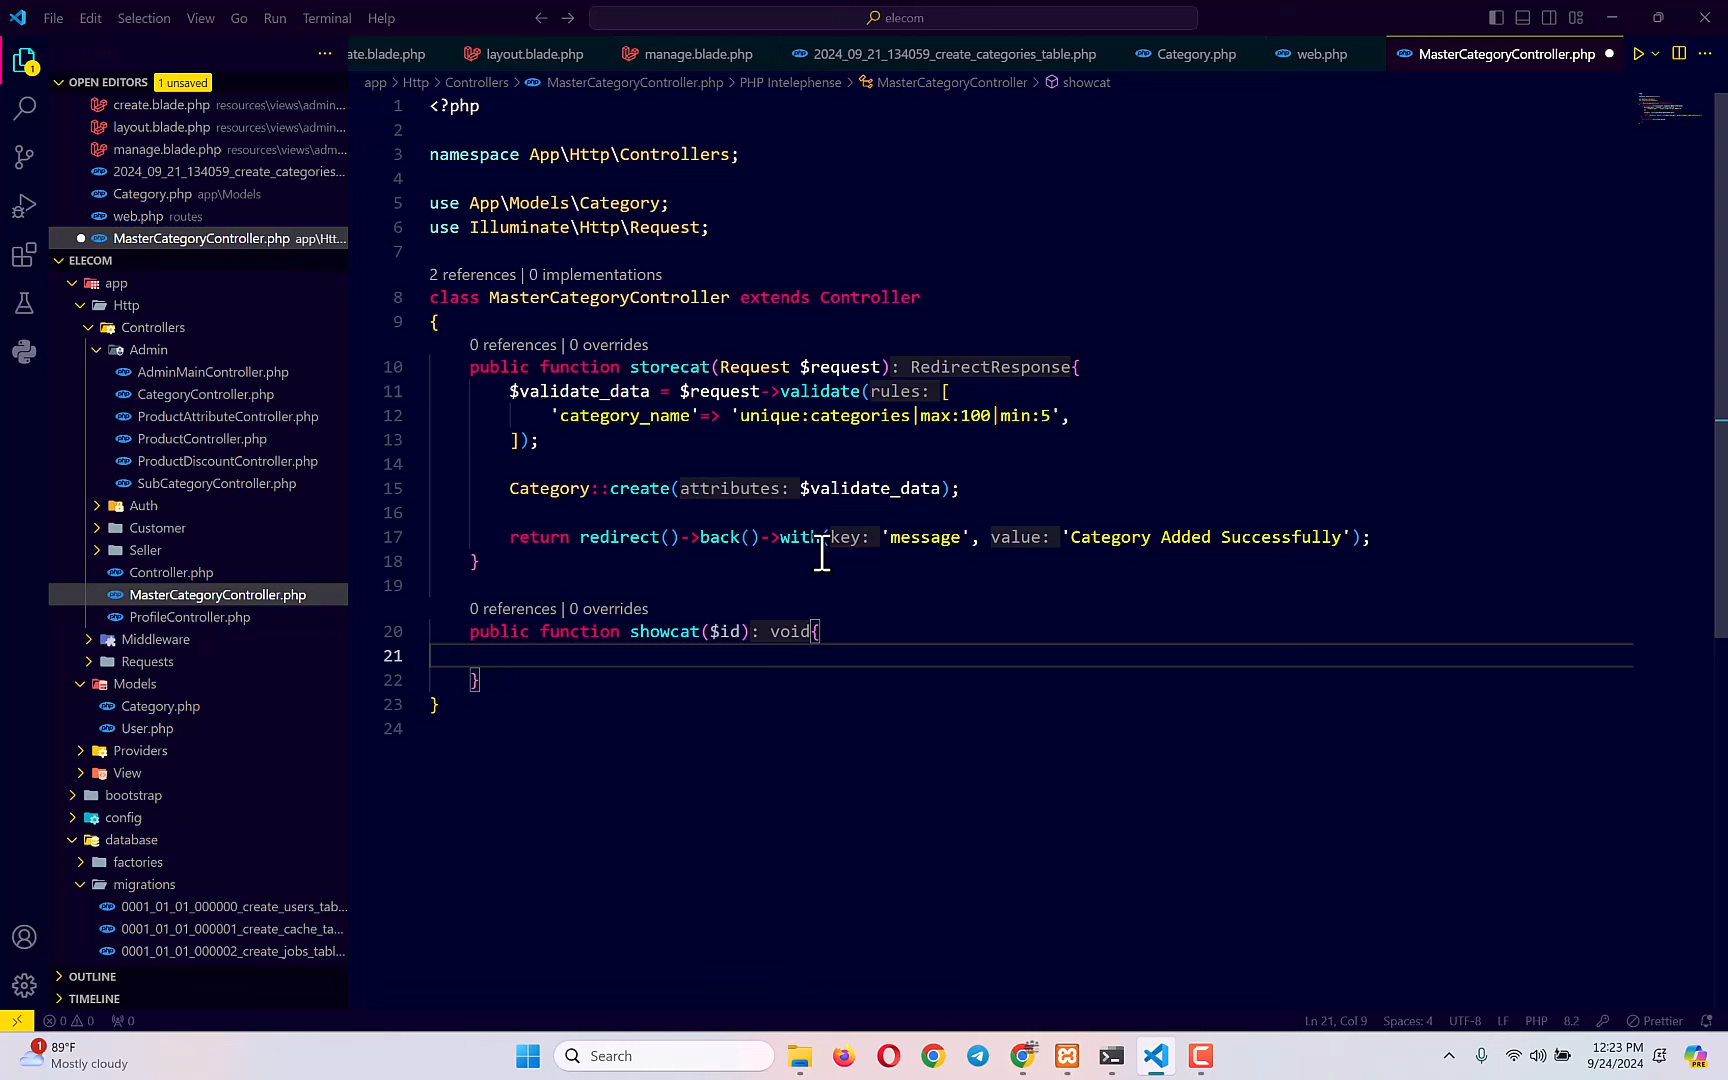 File Edit Selection View Go Run Terminal Help
elecom
1
OPEN EDITORS 1 unsaved
create.blade.php resources\views\admin...
layout.blade.php resources\views\admin...
manage.blade.php resources\views\adm...
2024_09_21_134059_create_categories...
Category.php app\Models
web.php routes
MasterCategoryController.php app\Htt...
ELECOM
app
Http
Controllers
Admin
AdminMainController.php
CategoryController.php
ProductAttributeController.php
ProductController.php
ProductDiscountController.php
SubCategoryController.php
Auth
Customer
Seller
Controller.php
MasterCategoryController.php
ProfileController.php
Middleware
Requests
Models
Category.php
User.php
Providers
View
bootstrap
config
database
factories
migrations
0001_01_01_000000_create_users_tab...
0001_01_01_000001_create_cache_ta...
0001_01_01_000002_create_jobs_tabl...
OUTLINE
TIMELINE
ate.blade.php layout.blade.php manage.blade.php 2024_09_21_134059_create_categories_table.php Category.php web.php MasterCategoryController.php
app > Http > Controllers > MasterCategoryController.php > PHP Intelephense > MasterCategoryController > showcat
1 <?php
2
3 namespace App\Http\Controllers;
4
5 use App\Models\Category;
6 use Illuminate\Http\Request;
7
2 references | 0 implementations
8 class MasterCategoryController extends Controller
9 {
0 references | 0 overrides
10 public function storecat(Request $request): RedirectResponse{
11 $validate_data = $request->validate(rules: [
12 'category_name'=> 'unique:categories|max:100|min:5',
13 ]);
14
15 Category::create(attributes: $validate_data);
16
17 return redirect()->back()->with(key: 'message', value: 'Category Added Successfully');
18 }
19
0 references | 0 overrides
20 public function showcat($id): void{
21
22 }
23 }
24
0 0 0 Ln 21, Col 9 Spaces: 4 UTF-8 LF PHP 8.2 Prettier
1 89°F
Mostly cloudy
Search
12:23 PM
9/24/2024
PRE